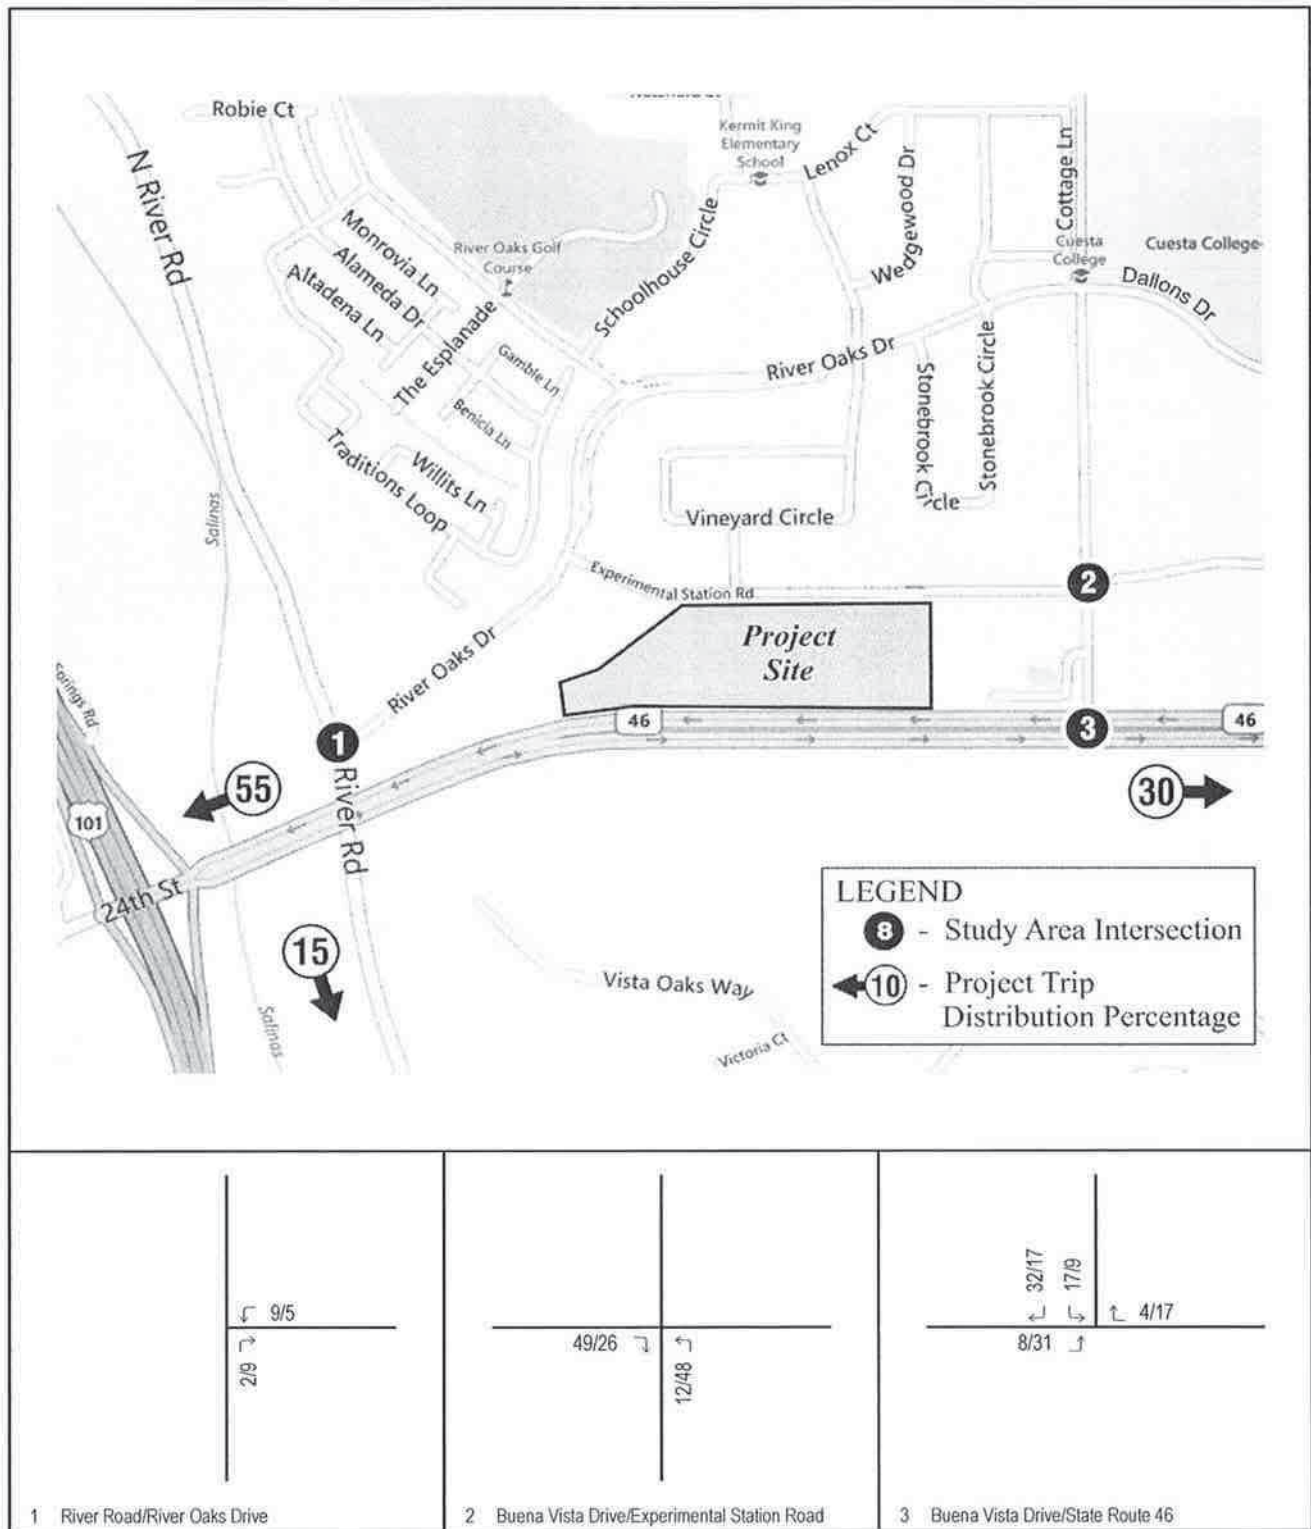 Robie Ct
N River Rd
Monrovia Ln
Alameda Dr
Altadena Ln
The Esplanade
River Oaks Golf
Course
Schoolhouse Circle
Kermit King
Elementary
School
Lenox Ct
Wedgewood Dr
Cottage Ln
Cuesta
College
Cuesta College
Dallons Dr
Gamble Ln
Benicia Ln
River Oaks Dr
Stonebrook Circle
Stonebrook Circle
Traditions Loop
Willits Ln
Vineyard Circle
Salinas
Experimental Station Rd
2
Project
Site
River Oaks Dr
Springs Rd
46
46
1
3
River Rd
55
30
101
24th St
15
Salinas
Vista Oaks Way
Victoria Ct
LEGEND
8 - Study Area Intersection
10 - Project Trip
Distribution Percentage
9/5
2/9
1 River Road/River Oaks Drive
49/26
12/48
2 Buena Vista Drive/Experimental Station Road
32/17
17/9
4/17
8/31
3 Buena Vista Drive/State Route 46